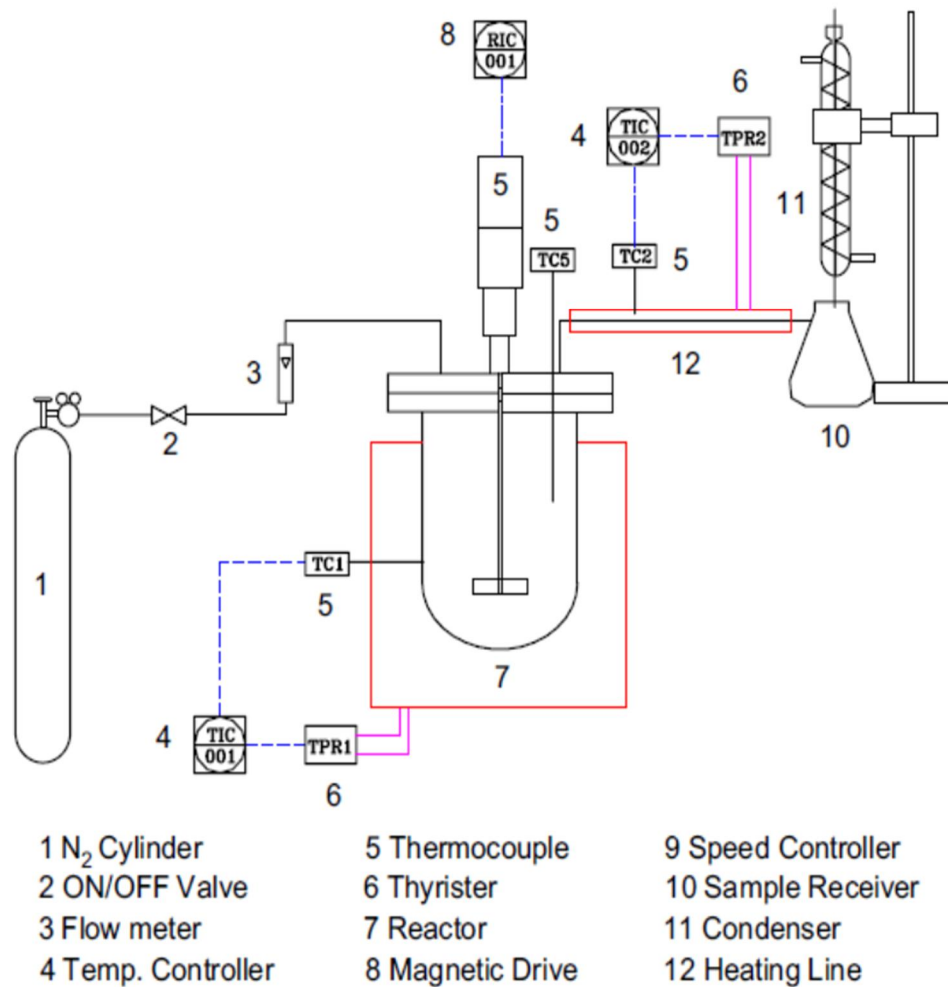 8
RIC
001
6
4
TIC
002
TPR2
5
5
TC5
TC2
5
11
3
12
2
10
1
TC1
5
7
4
TIC
001
TPR1
6
1 N₂ Cylinder
5 Thermocouple
9 Speed Controller
2 ON/OFF Valve
6 Thyrister
10 Sample Receiver
3 Flow meter
7 Reactor
11 Condenser
4 Temp. Controller
8 Magnetic Drive
12 Heating Line